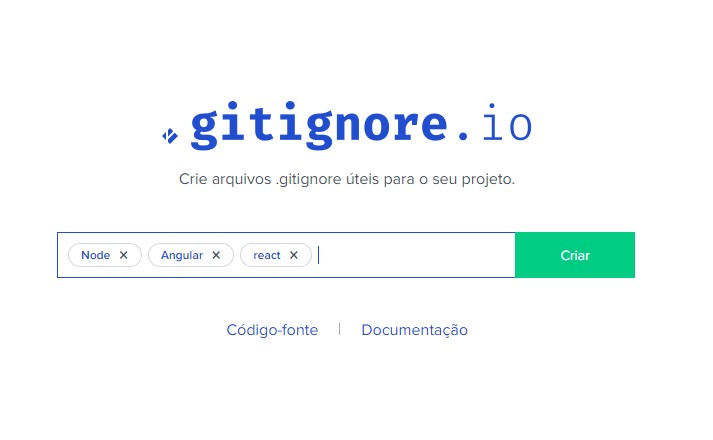 .gitignore.io
Crie arquivos .gitignore úteis para o seu projeto.
Node × Angular × react × Criar
Código-fonte | Documentação